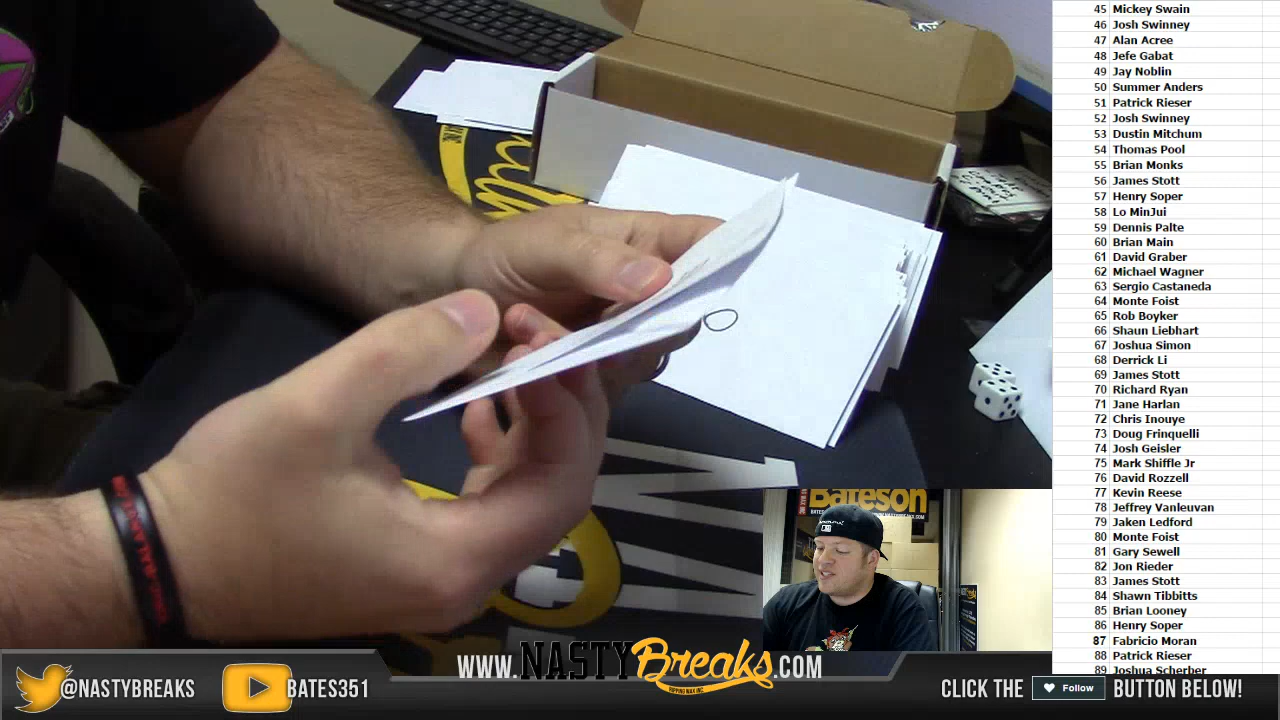 45 Mickey Swain
46 Josh Swinney
47 Alan Acree
48 Jefe Gabat
49 Jay Noblin
50 Summer Anders
51 Patrick Rieser
52 Josh Swinney
53 Dustin Mitchum
54 Thomas Pool
55 Brian Monks
56 James Stott
57 Henry Soper
58 Lo MinJui
59 Dennis Palte
60 Brian Main
61 David Graber
62 Michael Wagner
63 Sergio Castaneda
64 Monte Foist
65 Rob Boyker
66 Shaun Liebhart
67 Joshua Simon
68 Derrick Li
69 James Stott
70 Richard Ryan
71 Jane Harlan
72 Chris Inouye
73 Doug Frinquelli
74 Josh Geisler
75 Mark Shiffle Jr
76 David Rozzell
77 Kevin Reese
78 Jeffrey Vanleuvan
79 Jaken Ledford
80 Monte Foist
81 Gary Sewell
82 Jon Rieder
83 James Stott
84 Shawn Tibbitts
85 Brian Looney
86 Henry Soper
87 Fabricio Moran
88 Patrick Rieser
89 Joshua Scherber
Bateson
@NASTYBREAKS
BATES351
WWW.NASTYBreaks.COM
RIPPING WAX INC.
CLICK THE Follow BUTTON BELOW!